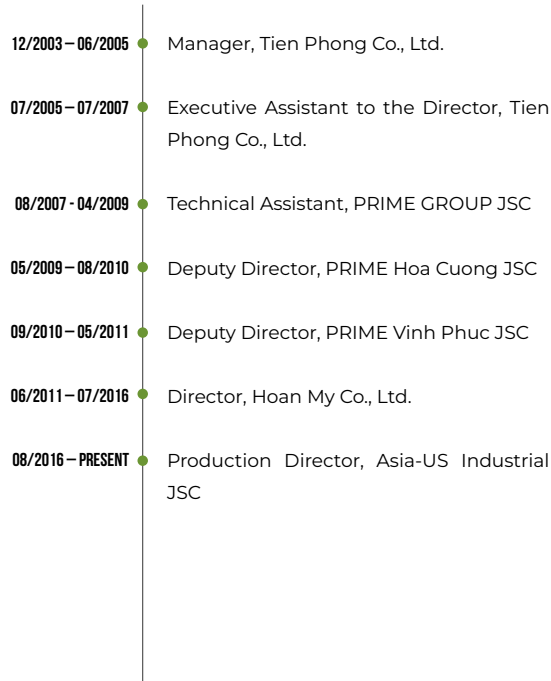 12/2003 – 06/2005 Manager, Tien Phong Co., Ltd.
07/2005 – 07/2007 Executive Assistant to the Director, Tien
Phong Co., Ltd.
08/2007 - 04/2009 Technical Assistant, PRIME GROUP JSC
05/2009 – 08/2010 Deputy Director, PRIME Hoa Cuong JSC
09/2010 – 05/2011 Deputy Director, PRIME Vinh Phuc JSC
06/2011 – 07/2016 Director, Hoan My Co., Ltd.
08/2016 – PRESENT Production Director, Asia-US Industrial
JSC